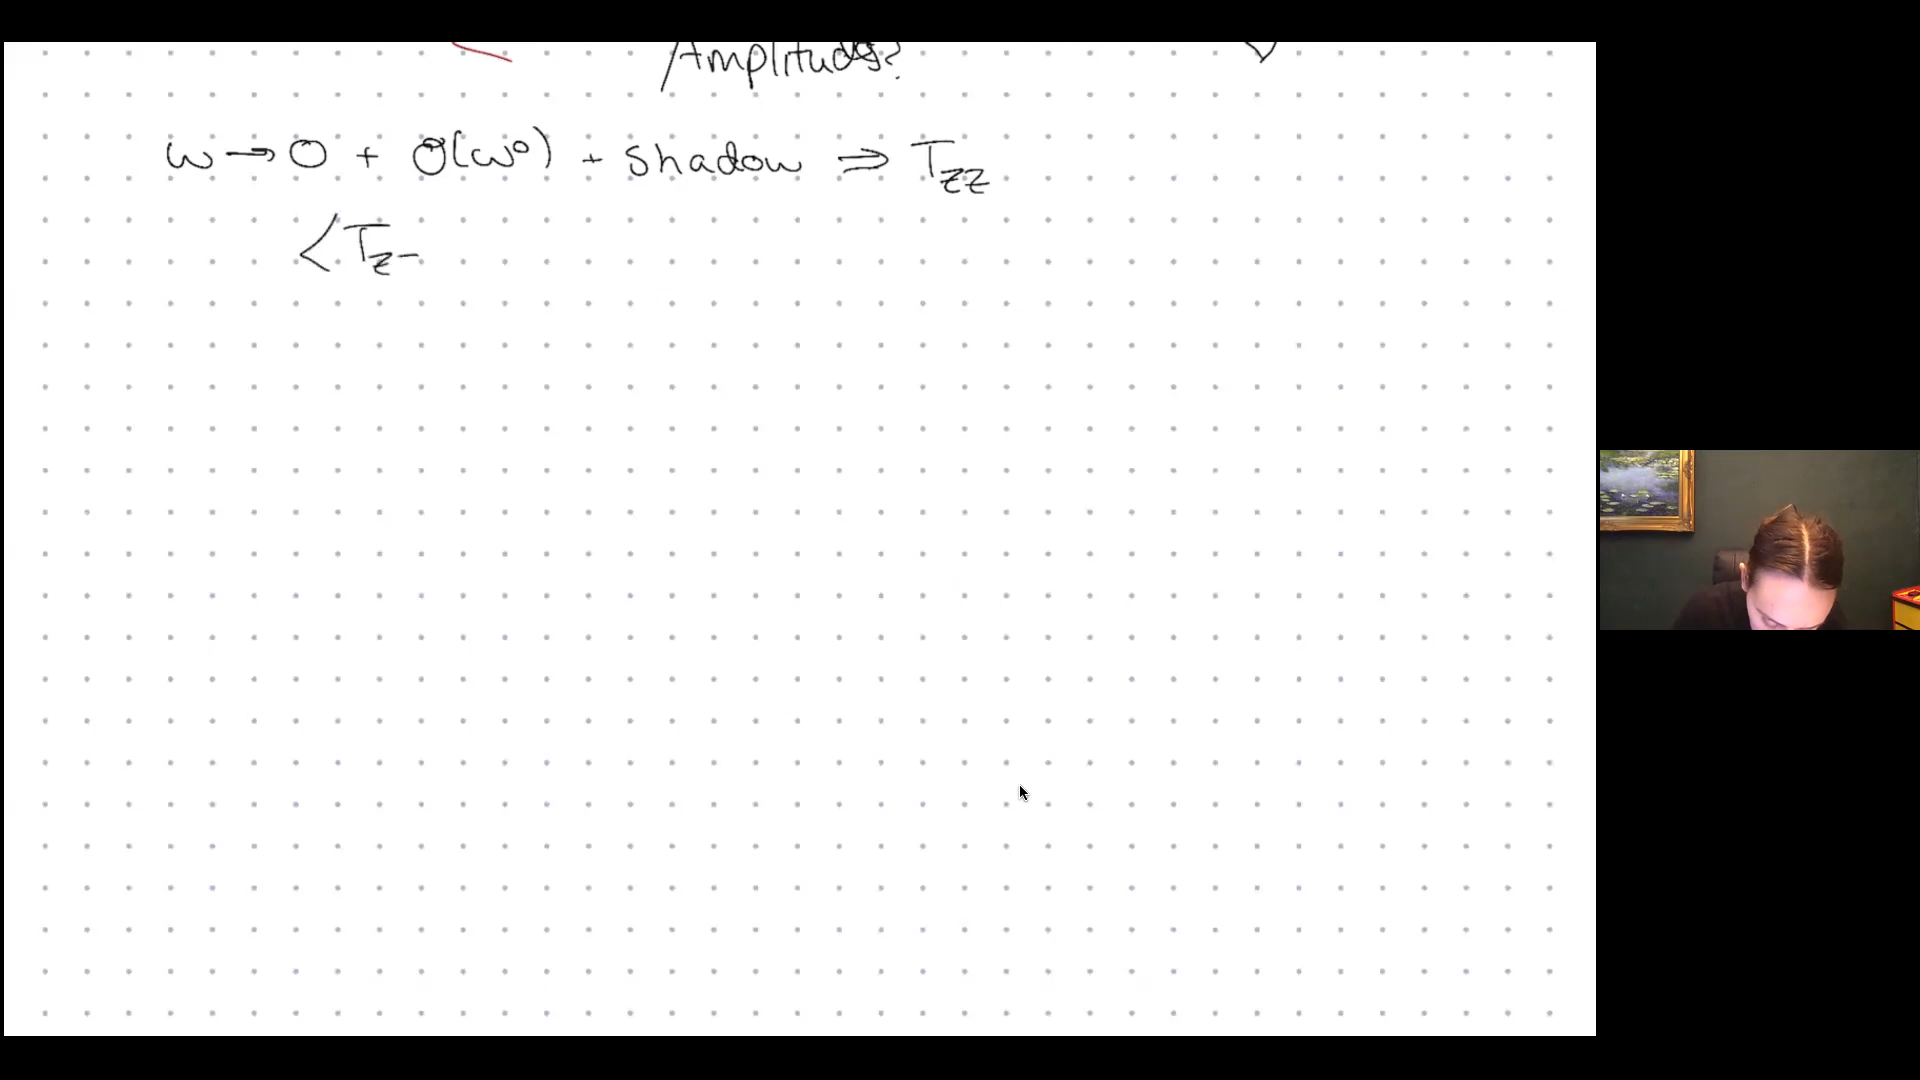 Amplitudes?
ω → 0 + O(ω⁰) + shadow ⇒ T_zz
⟨T_z